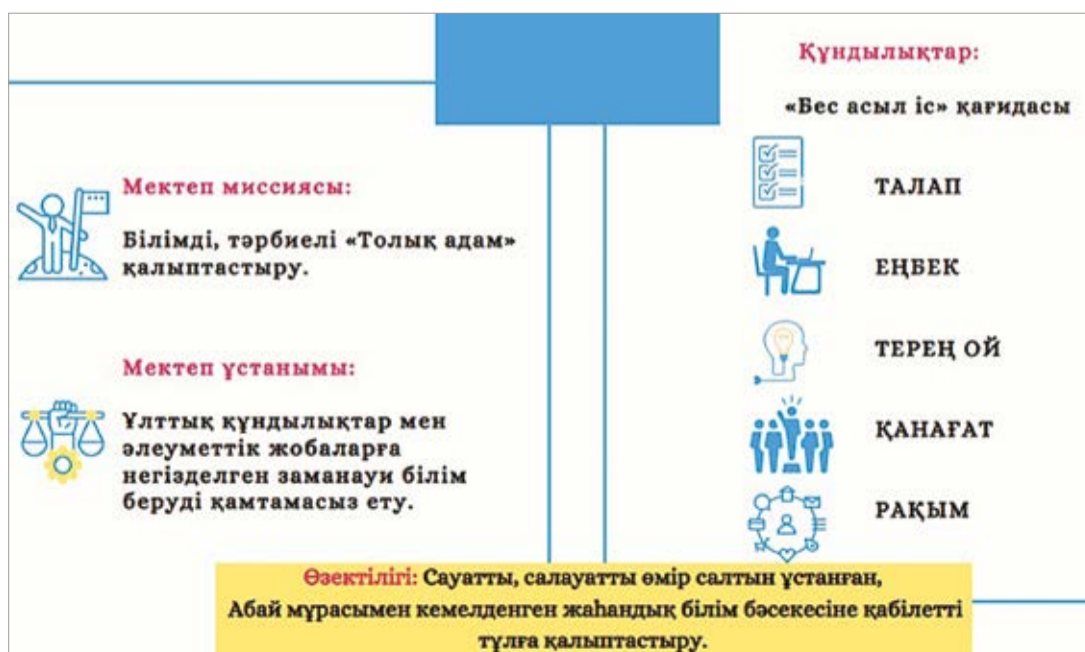 Мектеп миссиясы:
Білімді, тәрбиелі «Толық адам»
қалыптастыру.
Мектеп ұстанымы:
Ұлттық құндылықтар мен
әлеуметтік жобаларға
негізделген заманауи білім
беруді қамтамасыз ету.
Құндылықтар:
«Бес асыл іс» қағидасы
ТАЛАП
ЕҢБЕК
ТЕРЕҢ ОЙ
ҚАНАҒАТ
РАҚЫМ
Өзектілігі: Сауатты, салауатты өмір салтын ұстанған,
Абай мұрасымен кемелденген жаһандық білім бәсекесіне қабілетті
тұлға қалыптастыру.